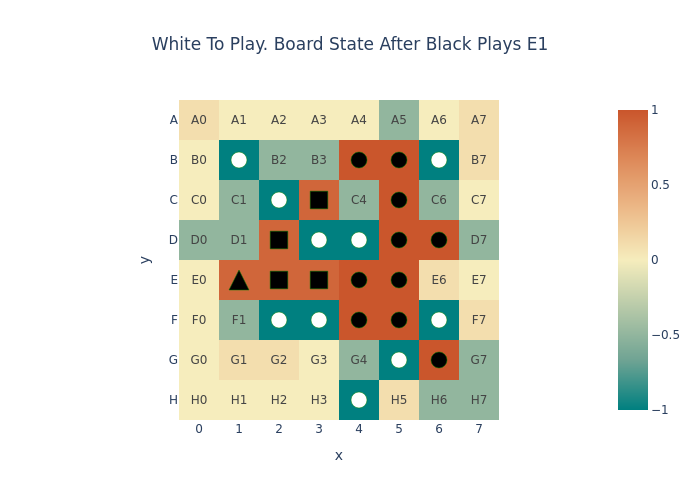 White To Play. Board State After Black Plays E1
A A0 A1 A2 A3 A4 A5 A6 A7
B B0 B2 B3 B7
C C0 C1 C4 C6 C7
D D0 D1 D7
E E0 E6 E7
F F0 F1 F7
G G0 G1 G2 G3 G4 G7
H H0 H1 H2 H3 H5 H6 H7
0 1 2 3 4 5 6 7
x
y
1
0.5
0
−0.5
−1